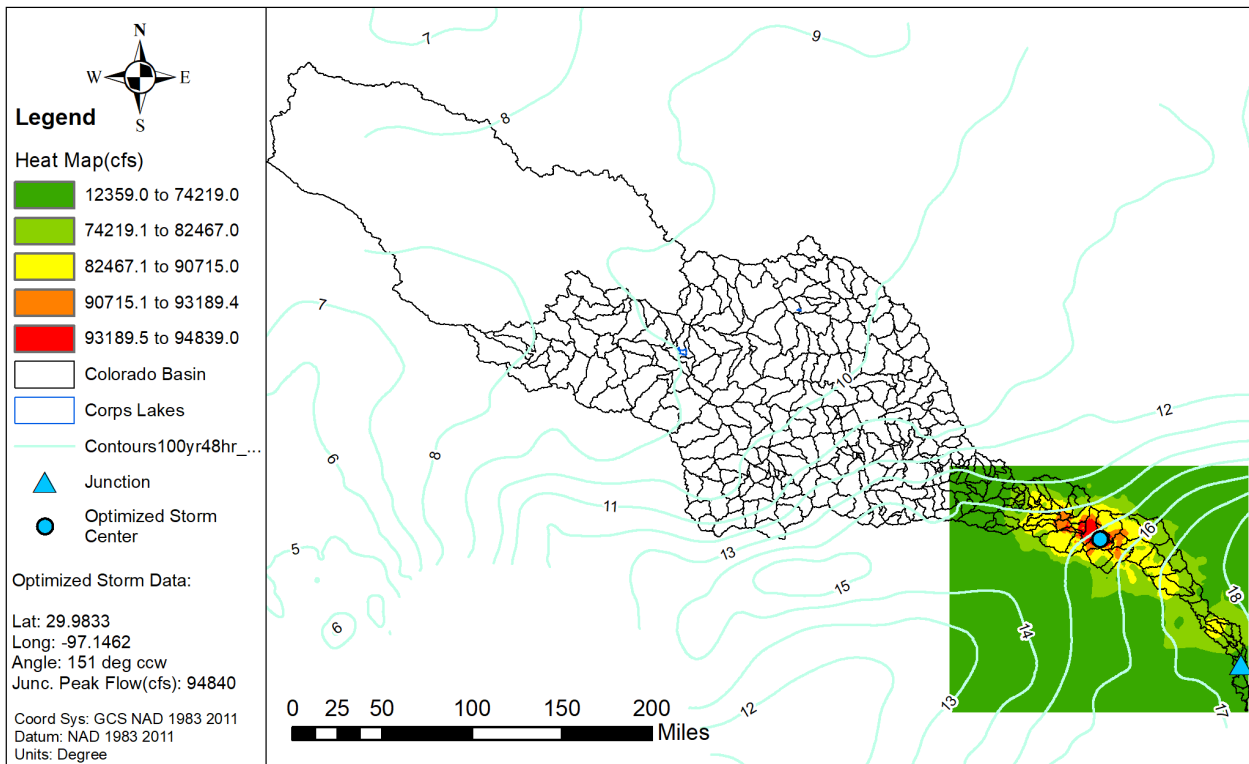 N
W E
S
Legend
Heat Map(cfs)
12359.0 to 74219.0
74219.1 to 82467.0
82467.1 to 90715.0
90715.1 to 93189.4
93189.5 to 94839.0
Colorado Basin
Corps Lakes
Contours100yr48hr_...
Junction
Optimized Storm
Center
Optimized Storm Data:
Lat: 29.9833
Long: -97.1462
Angle: 151 deg ccw
Junc. Peak Flow(cfs): 94840
Coord Sys: GCS NAD 1983 2011
Datum: NAD 1983 2011
Units: Degree
7
9
8
7
10
12
6
8
11
16
5
13
15
18
6
14
13
12
17
0 25 50 100 150 200
Miles